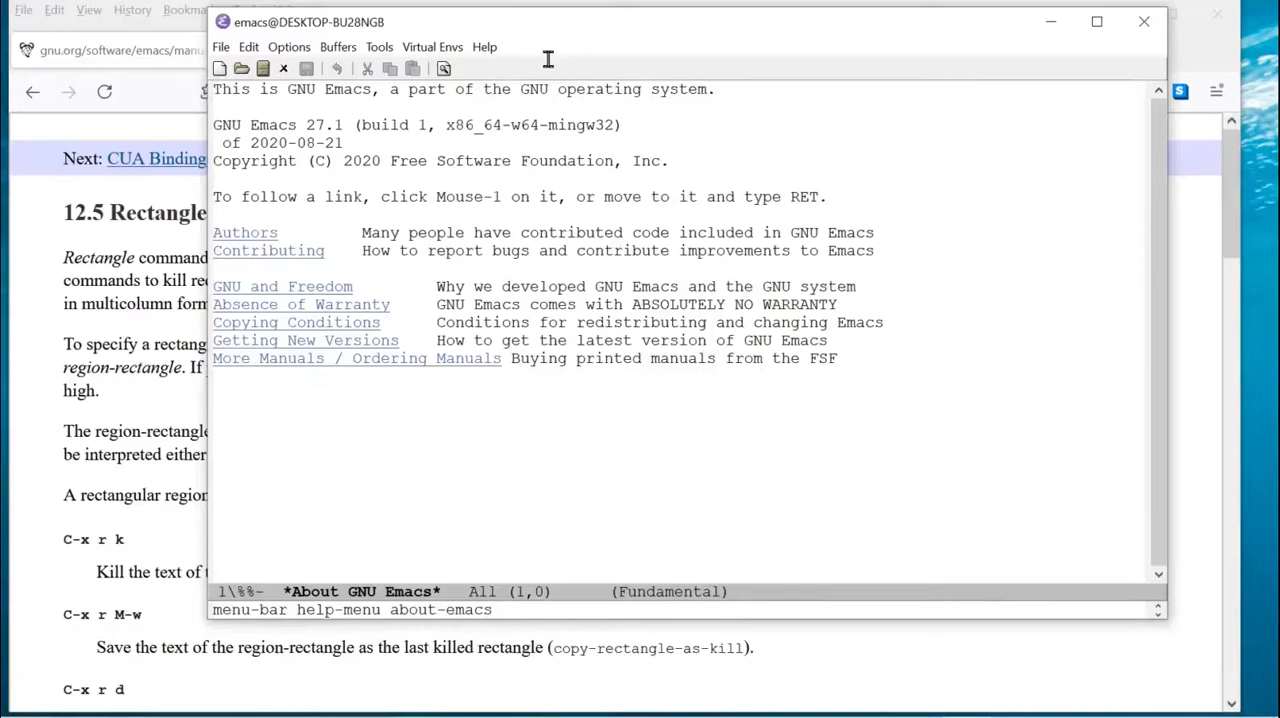 File Edit View History Bookmar
gnu.org/software/emacs/manu
Next: CUA Binding
12.5 Rectangle
Rectangle command
commands to kill rec
in multicolumn form
To specify a rectang
region-rectangle. If
high.
The region-rectangle
be interpreted either
A rectangular region
C-x r k
Kill the text of t
C-x r M-w
Save the text of the region-rectangle as the last killed rectangle (copy-rectangle-as-kill).
C-x r d
emacs@DESKTOP-BU28NGB
File Edit Options Buffers Tools Virtual Envs Help
This is GNU Emacs, a part of the GNU operating system.
GNU Emacs 27.1 (build 1, x86_64-w64-mingw32)
of 2020-08-21
Copyright (C) 2020 Free Software Foundation, Inc.
To follow a link, click Mouse-1 on it, or move to it and type RET.
Authors Many people have contributed code included in GNU Emacs
Contributing How to report bugs and contribute improvements to Emacs
GNU and Freedom Why we developed GNU Emacs and the GNU system
Absence of Warranty GNU Emacs comes with ABSOLUTELY NO WARRANTY
Copying Conditions Conditions for redistributing and changing Emacs
Getting New Versions How to get the latest version of GNU Emacs
More Manuals / Ordering Manuals Buying printed manuals from the FSF
1\%%- *About GNU Emacs* All (1,0) (Fundamental)
menu-bar help-menu about-emacs
S